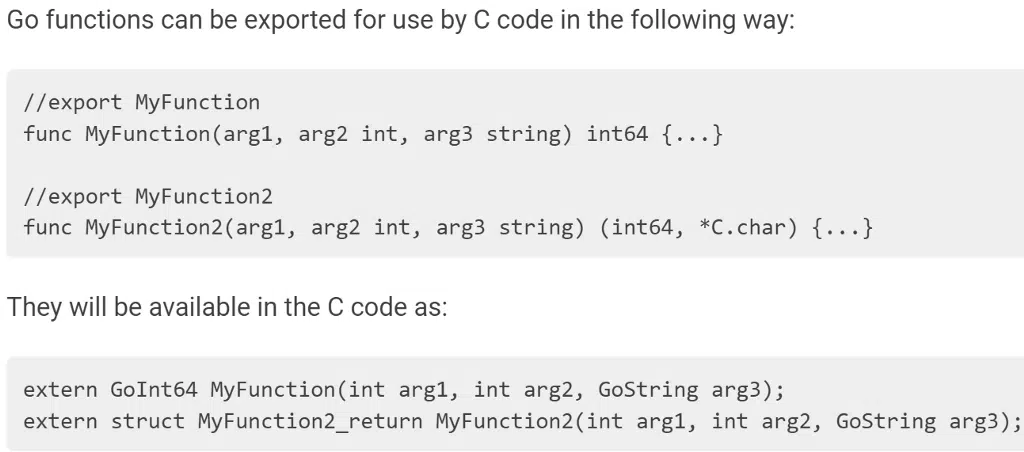 Go functions can be exported for use by C code in the following way:
//export MyFunction
func MyFunction(arg1, arg2 int, arg3 string) int64 {...}
//export MyFunction2
func MyFunction2(arg1, arg2 int, arg3 string) (int64, *C.char) {...}
They will be available in the C code as:
extern GoInt64 MyFunction(int arg1, int arg2, GoString arg3);
extern struct MyFunction2_return MyFunction2(int arg1, int arg2, GoString arg3);